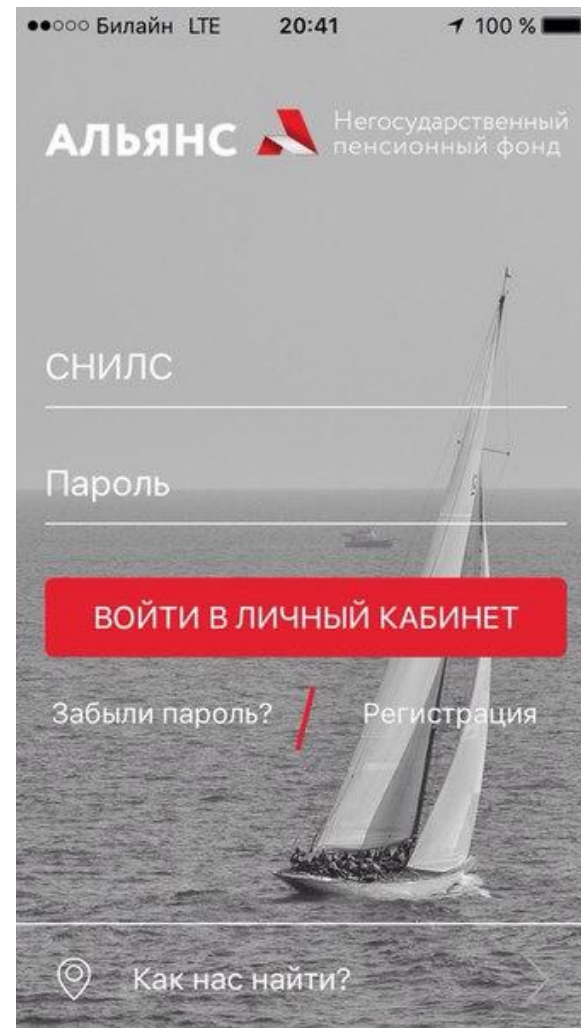 Билайн LTE 20:41 100 %
АЛЬЯНС Негосударственный
пенсионный фонд
СНИЛС
Пароль
ВОЙТИ В ЛИЧНЫЙ КАБИНЕТ
Забыли пароль? / Регистрация
Как нас найти?